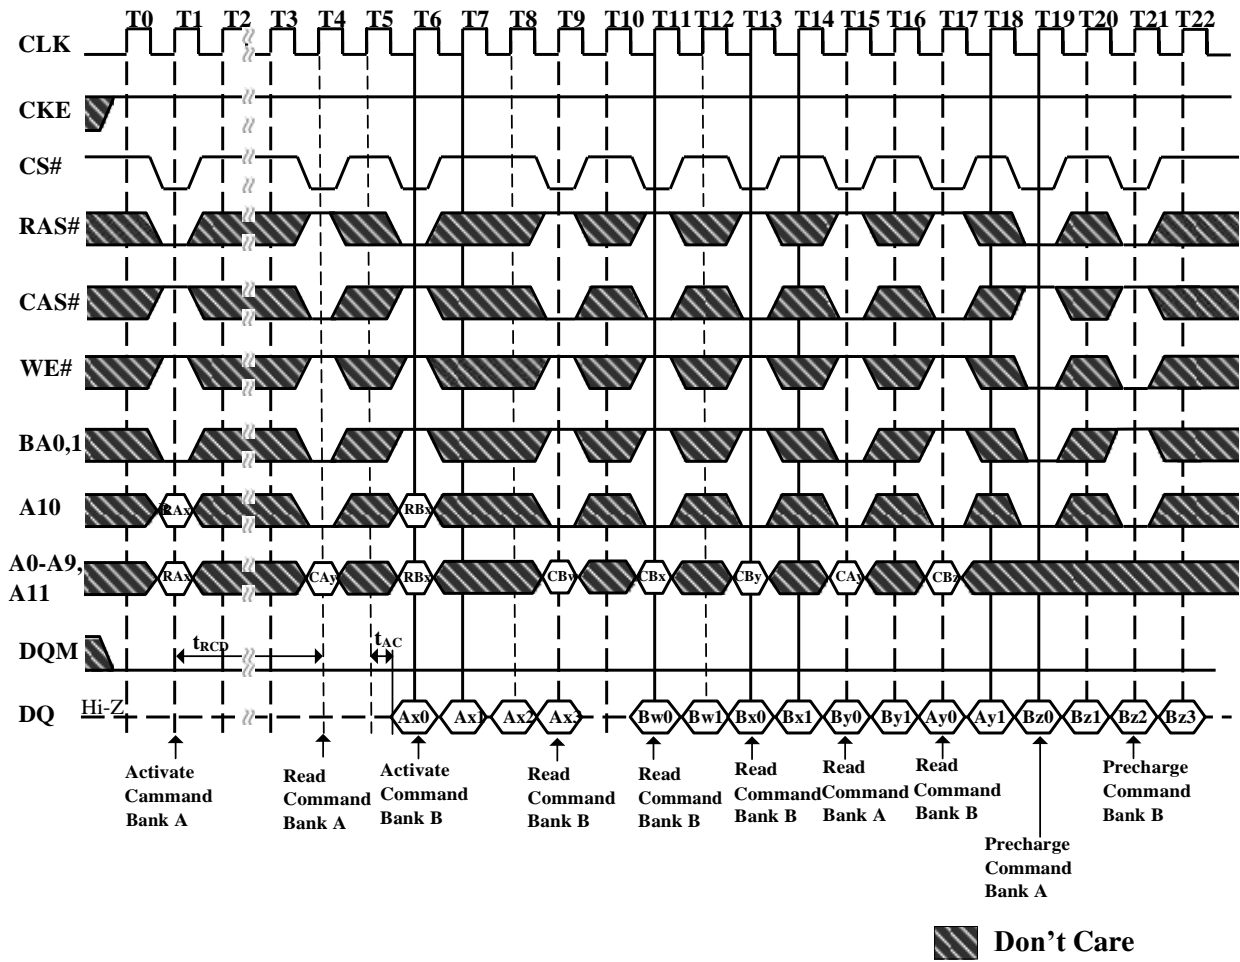 T0 T1 T2 T3 T4 T5 T6 T7 T8 T9 T10 T11 T12 T13 T14 T15 T16 T17 T18 T19 T20 T21 T22
CLK
CKE
CS#
RAS#
CAS#
WE#
BA0,1
A10 RAx RBx
A0-A9,
A11
RAx CAy RBx CBw CBx CBy CAy CBz
DQM tRCD tAC
DQ Hi-Z Ax0 Ax1 Ax2 Ax3 Bw0 Bw1 Bx0 Bx1 By0 By1 Ay0 Ay1 Bz0 Bz1 Bz2 Bz3
Activate
Cammand
Bank A
Read
Command
Bank A
Activate
Command
Bank B
Read
Command
Bank B
Read
Command
Bank B
Read
Command
Bank B
Read
Command
Bank A
Read
Command
Bank B
Precharge
Command
Bank A
Precharge
Command
Bank B
Don't Care